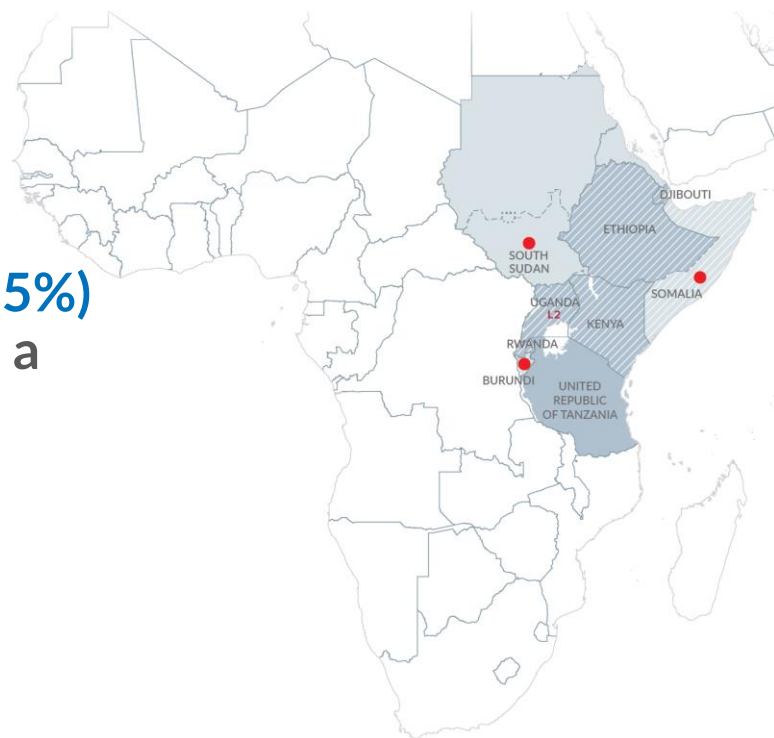 5%)
a
DJIBOUTI
ETHIOPIA
SOUTH
SUDAN
SOMALIA
UGANDA
L2
KENYA
RWANDA
BURUNDI
UNITED
REPUBLIC
OF TANZANIA